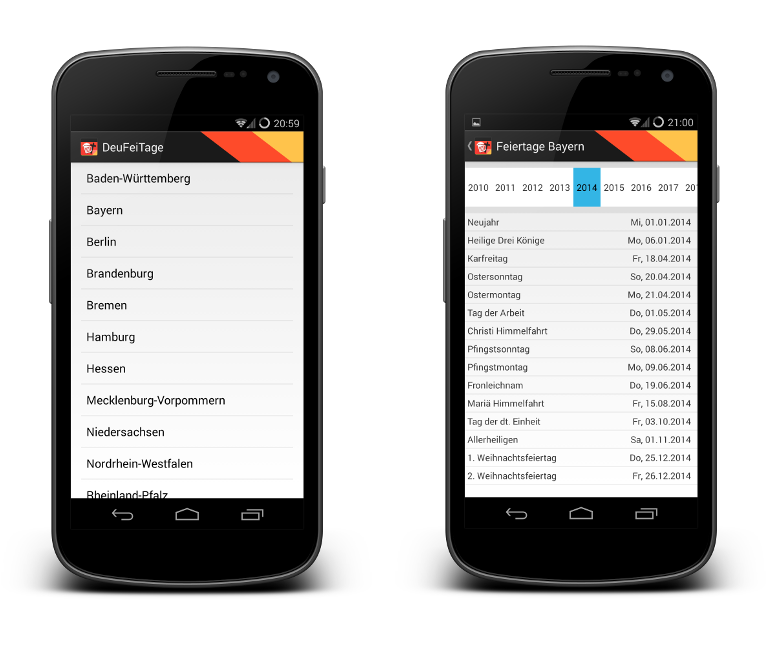 20:59
DeuFeiTage
Baden-Württemberg
Bayern
Berlin
Brandenburg
Bremen
Hamburg
Hessen
Mecklenburg-Vorpommern
Niedersachsen
Nordrhein-Westfalen
Rheinland-Pfalz
21:00
Feiertage Bayern
2010 2011 2012 2013 2014 2015 2016 2017 201
Neujahr Mi, 01.01.2014
Heilige Drei Könige Mo, 06.01.2014
Karfreitag Fr, 18.04.2014
Ostersonntag So, 20.04.2014
Ostermontag Mo, 21.04.2014
Tag der Arbeit Do, 01.05.2014
Christi Himmelfahrt Do, 29.05.2014
Pfingstsonntag So, 08.06.2014
Pfingstmontag Mo, 09.06.2014
Fronleichnam Do, 19.06.2014
Mariä Himmelfahrt Fr, 15.08.2014
Tag der dt. Einheit Fr, 03.10.2014
Allerheiligen Sa, 01.11.2014
1. Weihnachtsfeiertag Do, 25.12.2014
2. Weihnachtsfeiertag Fr, 26.12.2014